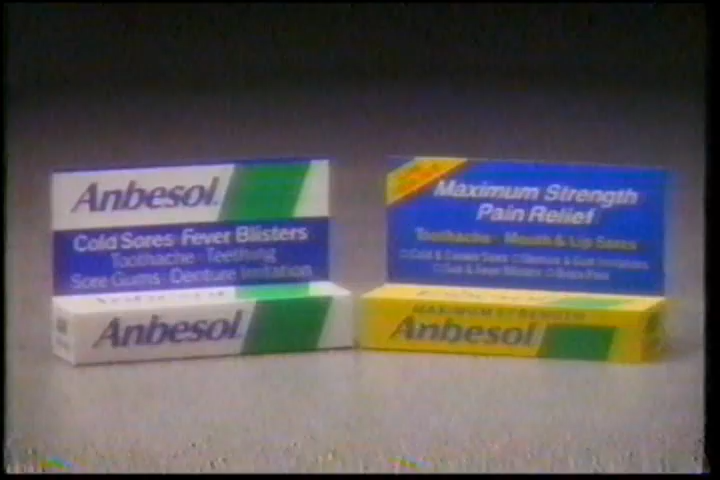 Anbesol
Cold Sores · Fever Blisters
Toothache · Teething
Sore Gums · Denture Irritation
Anbesol
Maximum Strength
Pain Relief
Toothache · Mouth & Lip Sores
MAXIMUM STRENGTH
Anbesol